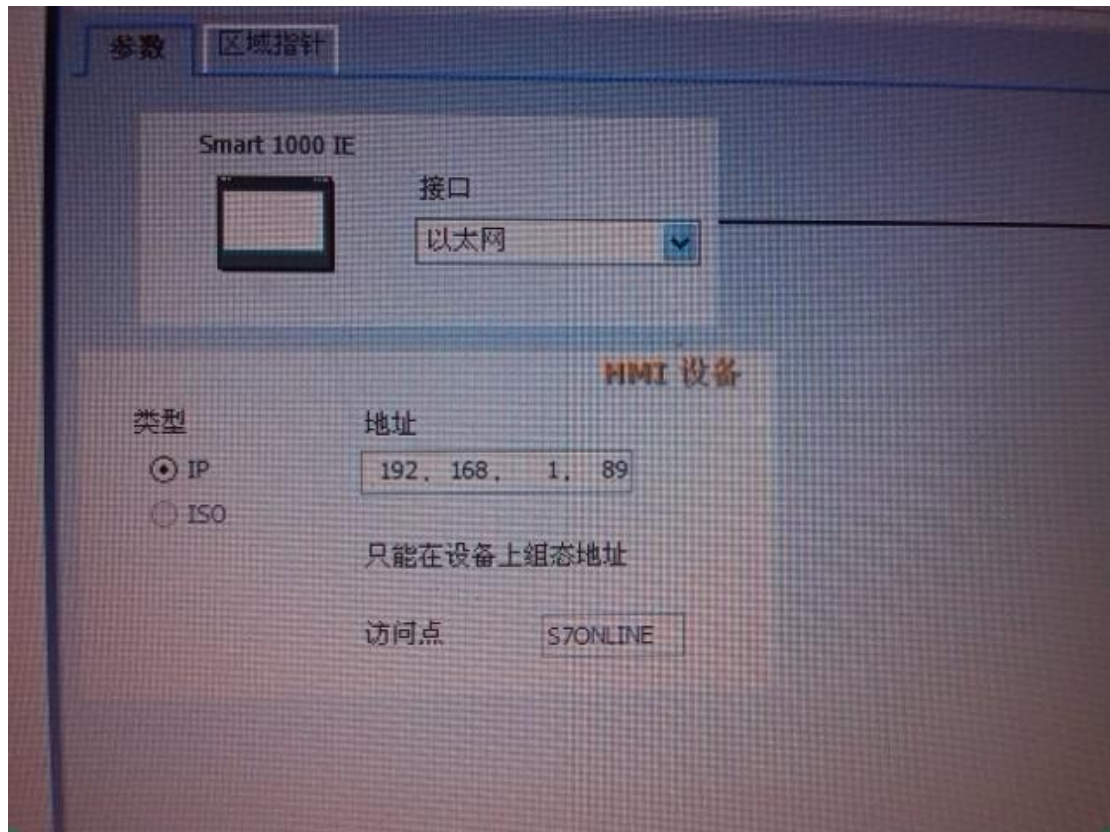 参数 区域指针
Smart 1000 IE
接口
以太网
HMI 设备
类型 地址
IP 192. 168. 1. 89
ISO
只能在设备上组态地址
访问点 S7ONLINE